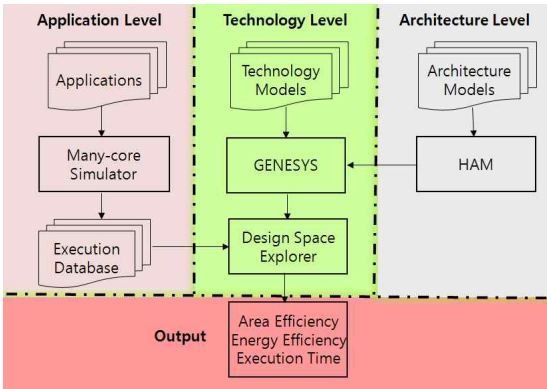 Application Level
Technology Level
Architecture Level
Applications
Technology
Models
Architecture
Models
Many-core
Simulator
GENESYS
HAM
Execution
Database
Design Space
Explorer
Output
Area Efficiency
Energy Efficiency
Execution Time